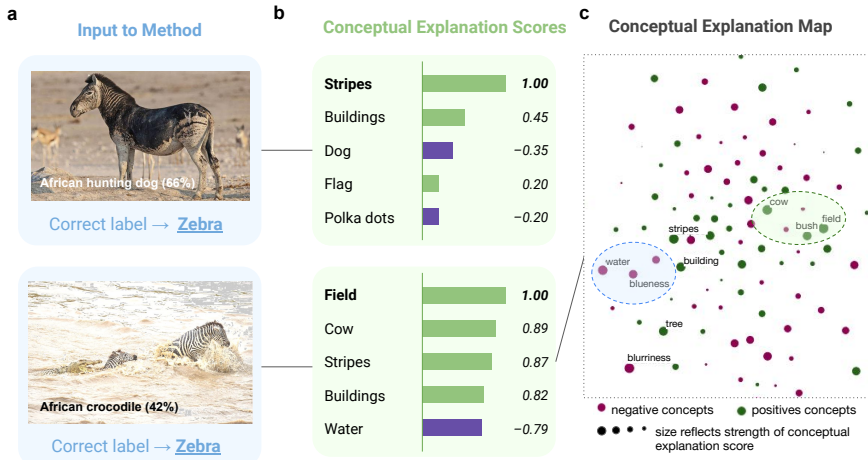 a
Input to Method
African hunting dog (56%)
Correct label → Zebra
African crocodile (42%)
Correct label → Zebra
b
Conceptual Explanation Scores
Stripes 1.00
Buildings 0.45
Dog −0.35
Flag 0.20
Polka dots −0.20
Field 1.00
Cow 0.89
Stripes 0.87
Buildings 0.82
Water −0.79
c
Conceptual Explanation Map
cow
field
bush
stripes
water
building
blueness
tree
blurriness
negative concepts
positives concepts
size reflects strength of conceptual
explanation score